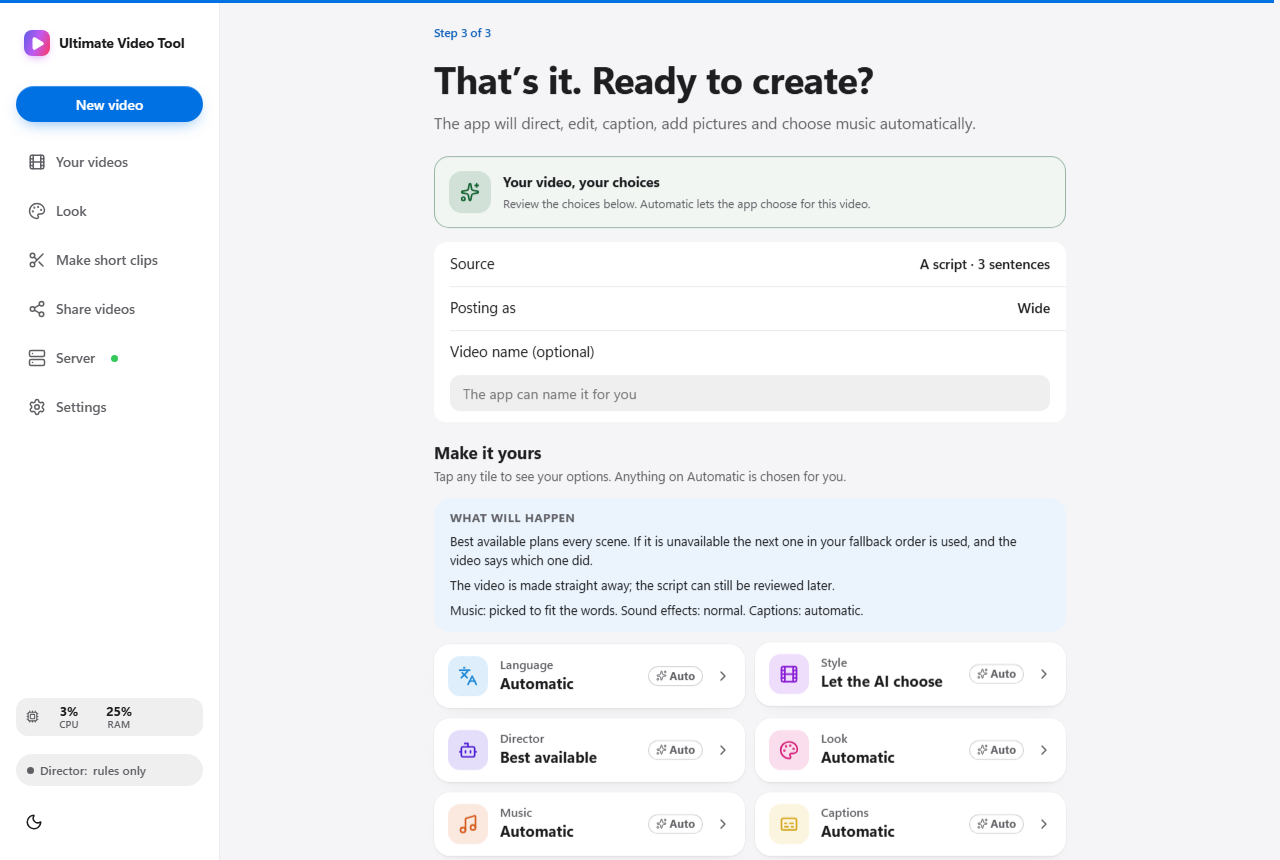 Ultimate Video Tool
New video
Your videos
Look
Make short clips
Share videos
Server
Settings
3%
CPU
25%
RAM
Director: rules only
Step 3 of 3
That’s it. Ready to create?
The app will direct, edit, caption, add pictures and choose music automatically.
Your video, your choices
Review the choices below. Automatic lets the app choose for this video.
Source
A script · 3 sentences
Posting as
Wide
Video name (optional)
The app can name it for you
Make it yours
Tap any tile to see your options. Anything on Automatic is chosen for you.
WHAT WILL HAPPEN
Best available plans every scene. If it is unavailable the next one in your fallback order is used, and the
video says which one did.
The video is made straight away; the script can still be reviewed later.
Music: picked to fit the words. Sound effects: normal. Captions: automatic.
Language
Automatic
Auto
Style
Let the AI choose
Auto
Director
Best available
Auto
Look
Automatic
Auto
Music
Automatic
Auto
Captions
Automatic
Auto